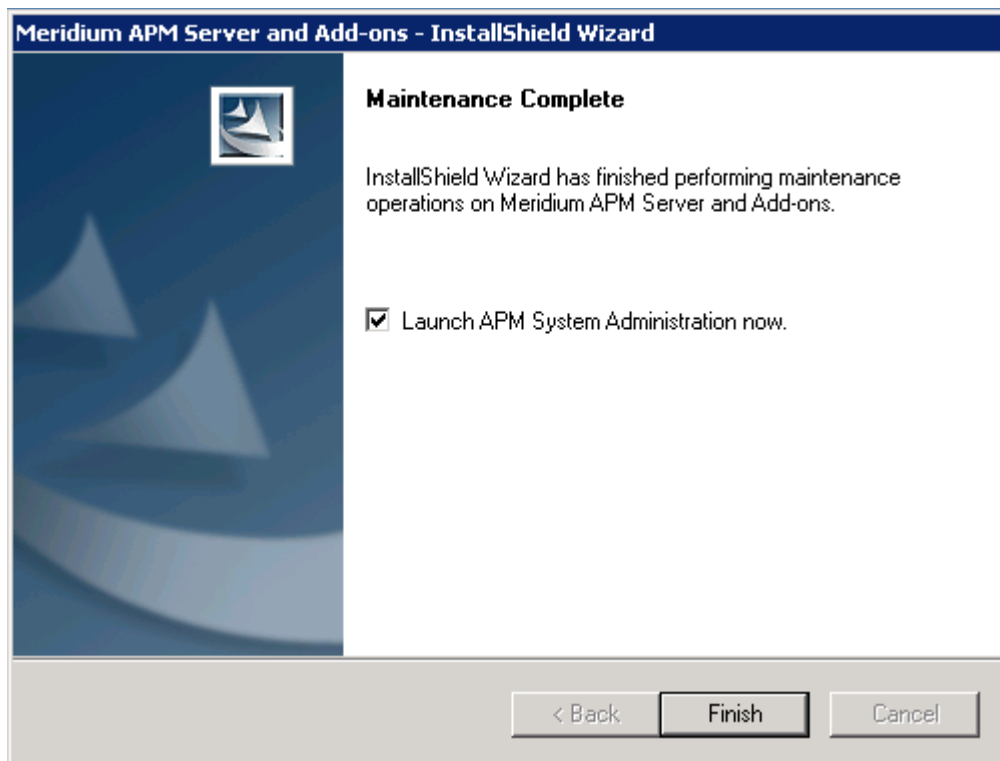 Meridium APM Server and Add-ons - InstallShield Wizard
Maintenance Complete
InstallShield Wizard has finished performing maintenance
operations on Meridium APM Server and Add-ons.
Launch APM System Administration now.
< Back
Finish
Cancel